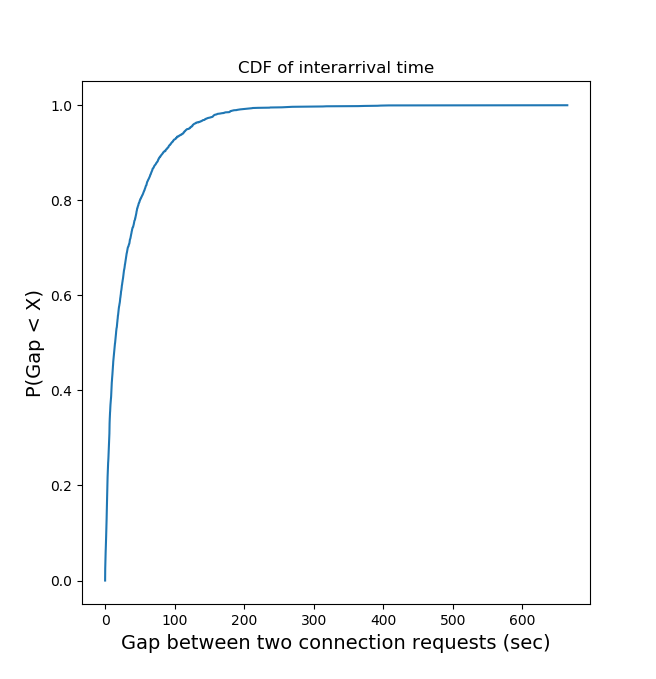 CDF of interarrival time
P(Gap < X)
1.0
0.8
0.6
0.4
0.2
0.0
0 100 200 300 400 500 600
Gap between two connection requests (sec)